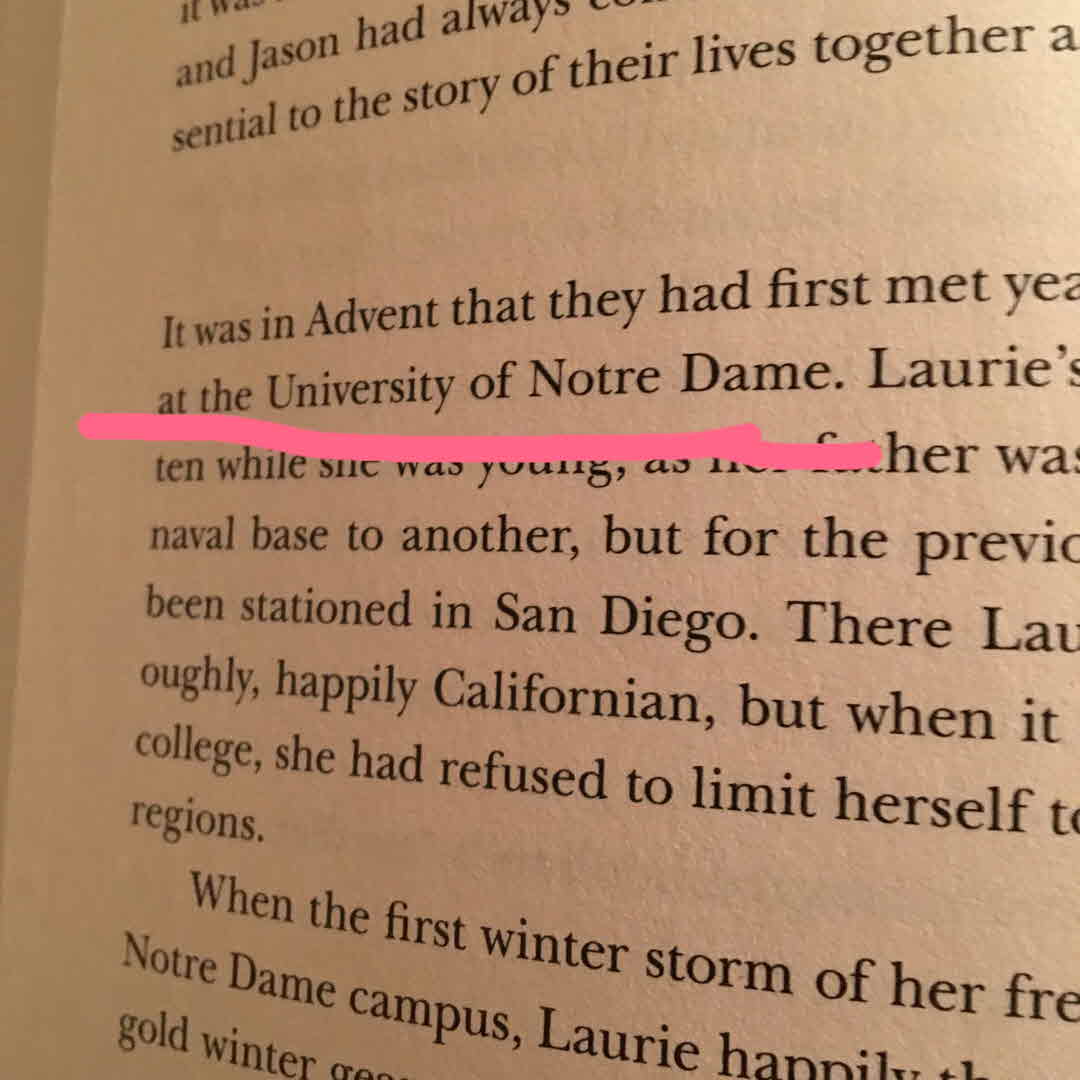 it was
and Jason had always
sential to the story of their lives together a
It was in Advent that they had first met yea
at the University of Notre Dame. Laurie's
ten while she was young, as her father was
naval base to another, but for the previo
been stationed in San Diego. There Lau
oughly, happily Californian, but when it
college, she had refused to limit herself to
regions.
When the first winter storm of her fre
Notre Dame campus, Laurie happily th
gold winter